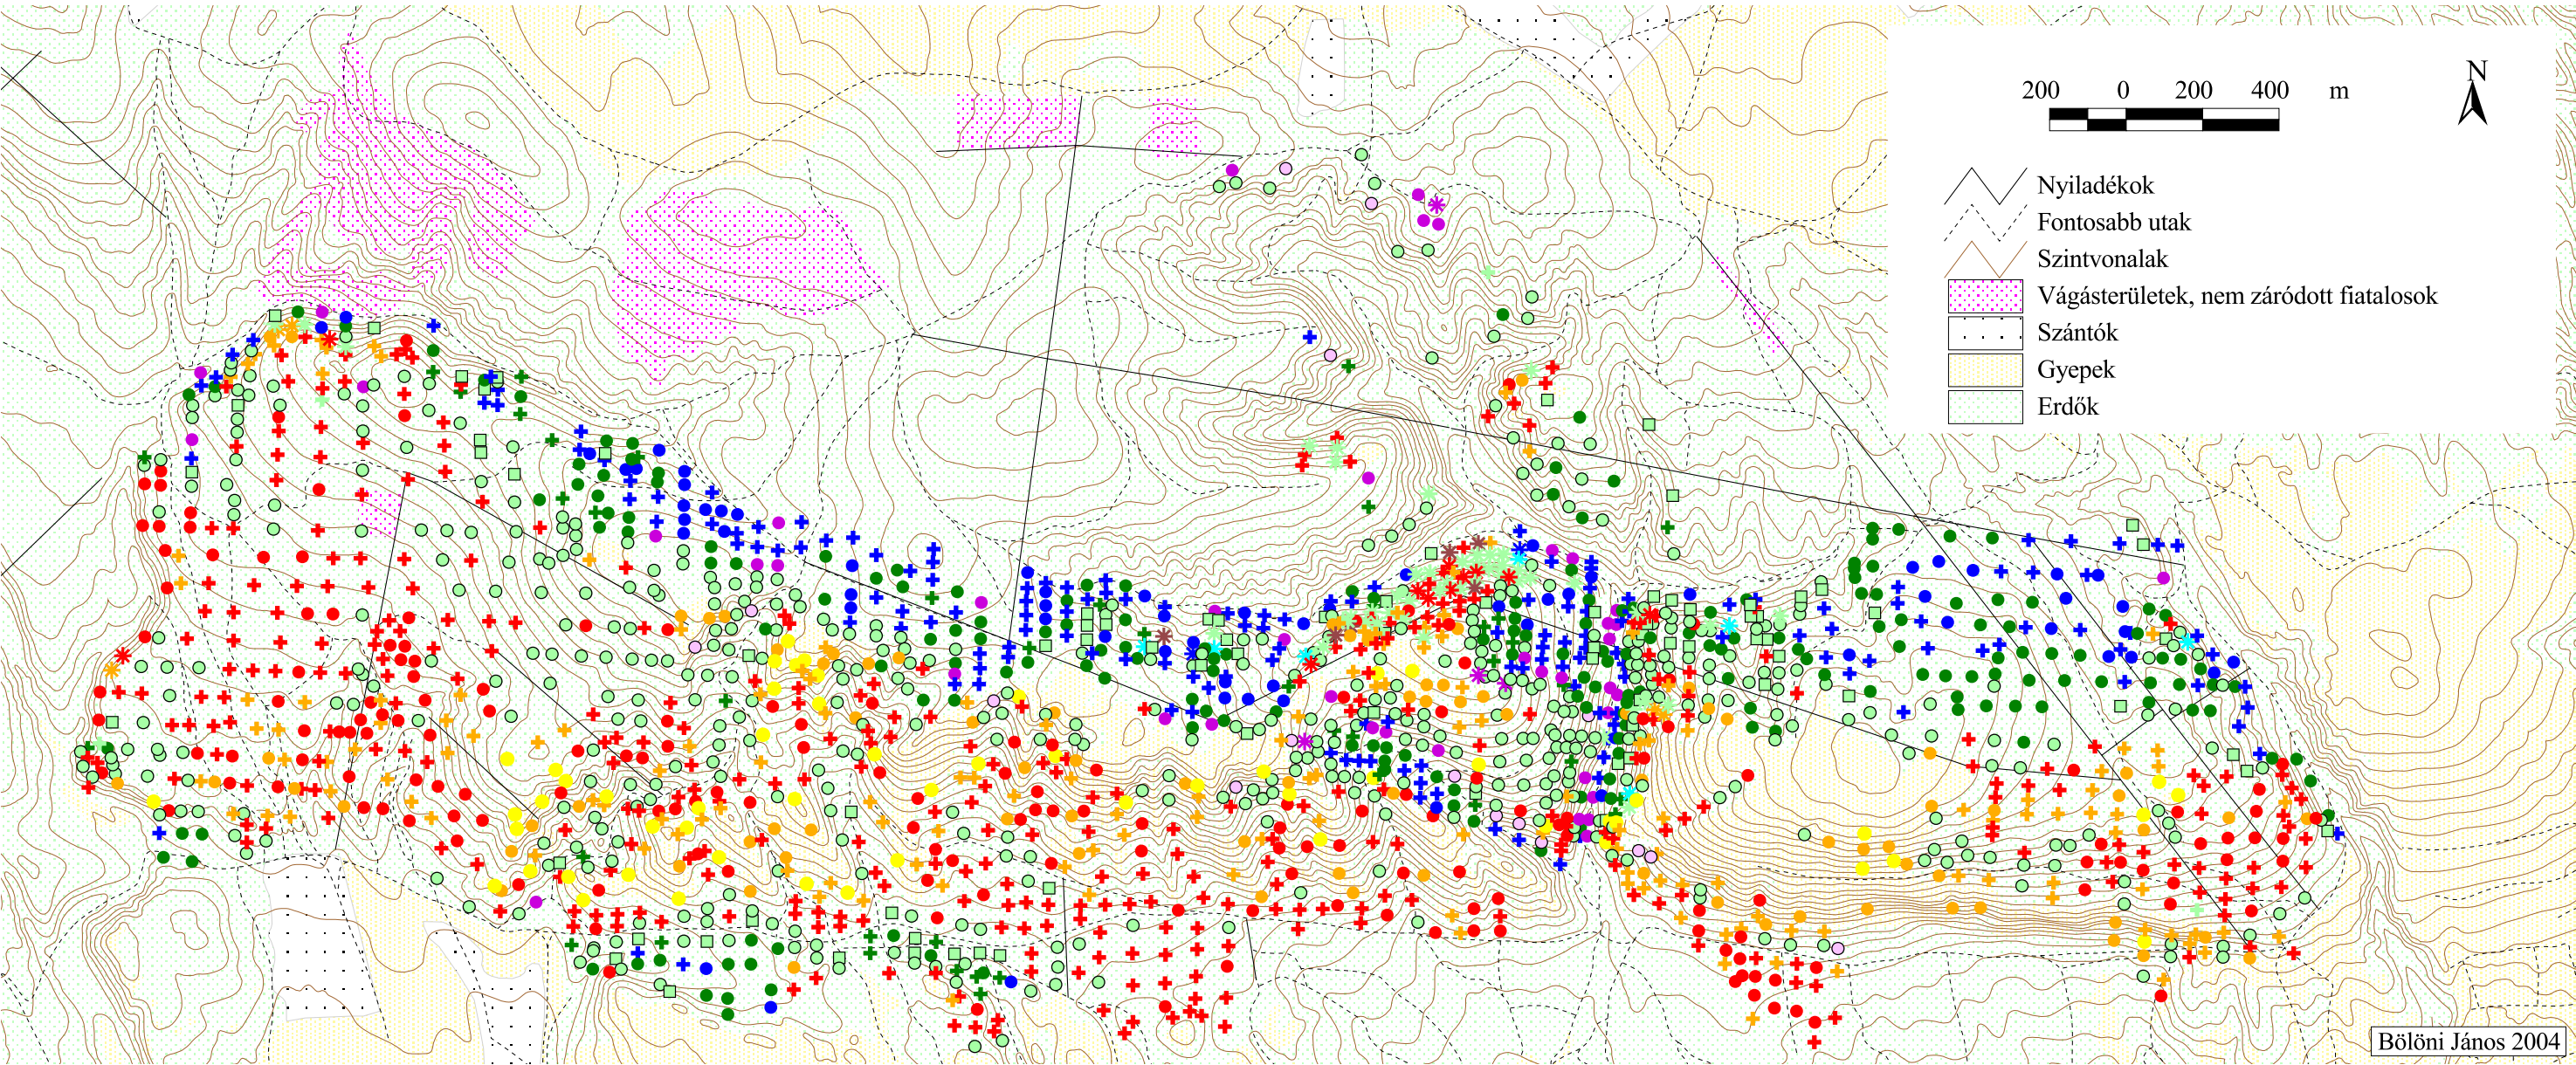 200 0 200 400 m
N
Nyiladékok
Fontosabb utak
Szintvonalak
Vágásterületek, nem záródott fiatalosok
Szántók
Gyepek
Erdők
Bölöni János 2004